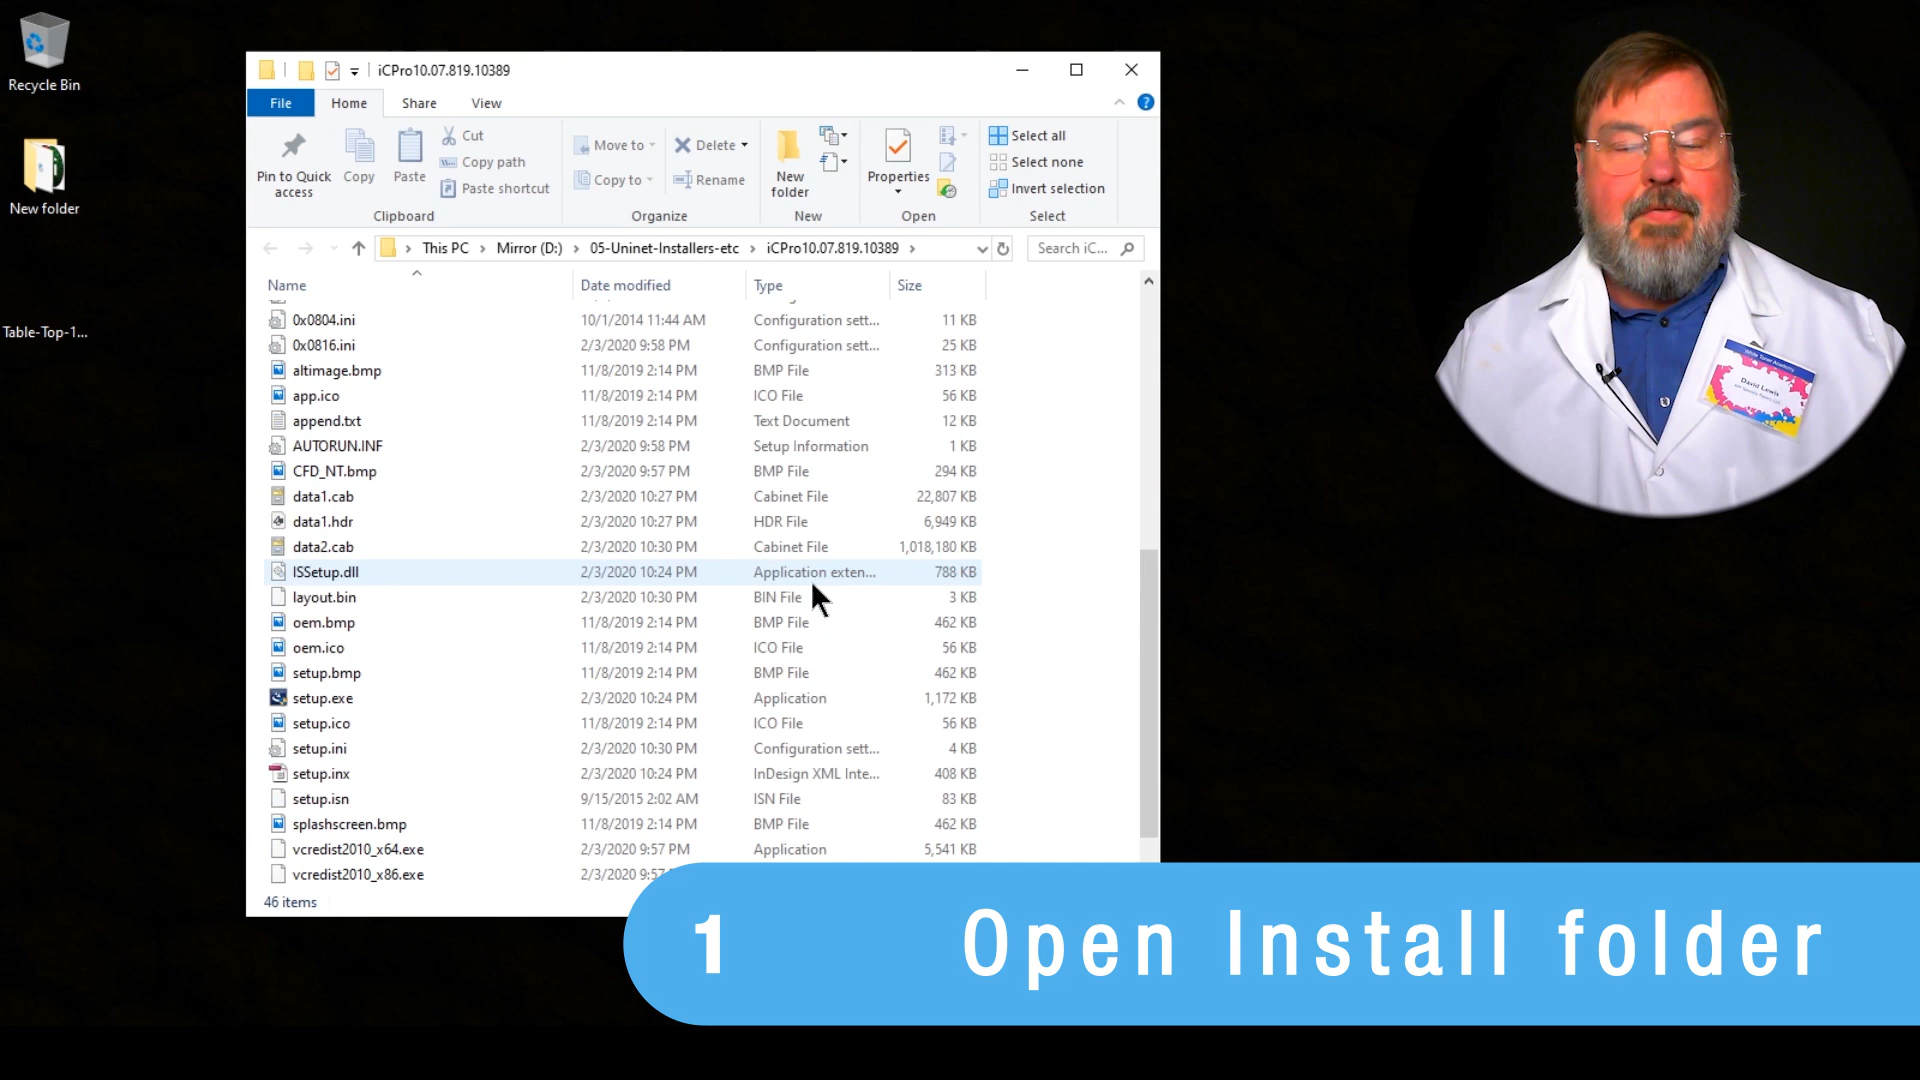 Recycle Bin
New folder
Table-Top-1...
iCPro10.07.819.10389
File Home Share View
Pin to Quick access
Copy
Paste
Cut
Copy path
Paste shortcut
Clipboard
Move to
Copy to
Delete
Rename
Organize
New folder
New
Properties
Open
Select all
Select none
Invert selection
Select
This PC > Mirror (D:) > 05-Uninet-Installers-etc > iCPro10.07.819.10389 >
Search iC...
Name Date modified Type Size
0x0804.ini 10/1/2014 11:44 AM Configuration sett... 11 KB
0x0816.ini 2/3/2020 9:58 PM Configuration sett... 25 KB
altimage.bmp 11/8/2019 2:14 PM BMP File 313 KB
app.ico 11/8/2019 2:14 PM ICO File 56 KB
append.txt 11/8/2019 2:14 PM Text Document 12 KB
AUTORUN.INF 2/3/2020 9:58 PM Setup Information 1 KB
CFD_NT.bmp 2/3/2020 9:57 PM BMP File 294 KB
data1.cab 2/3/2020 10:27 PM Cabinet File 22,807 KB
data1.hdr 2/3/2020 10:27 PM HDR File 6,949 KB
data2.cab 2/3/2020 10:30 PM Cabinet File 1,018,180 KB
ISSetup.dll 2/3/2020 10:24 PM Application exten... 788 KB
layout.bin 2/3/2020 10:30 PM BIN File 3 KB
oem.bmp 11/8/2019 2:14 PM BMP File 462 KB
oem.ico 11/8/2019 2:14 PM ICO File 56 KB
setup.bmp 11/8/2019 2:14 PM BMP File 462 KB
setup.exe 2/3/2020 10:24 PM Application 1,172 KB
setup.ico 11/8/2019 2:14 PM ICO File 56 KB
setup.ini 2/3/2020 10:30 PM Configuration sett... 4 KB
setup.inx 2/3/2020 10:24 PM InDesign XML Inte... 408 KB
setup.isn 9/15/2015 2:02 AM ISN File 83 KB
splashscreen.bmp 11/8/2019 2:14 PM BMP File 462 KB
vcredist2010_x64.exe 2/3/2020 9:57 PM Application 5,541 KB
vcredist2010_x86.exe 2/3/2020 9:57
46 items
White Toner Academy
David Lewis
1 Open Install folder